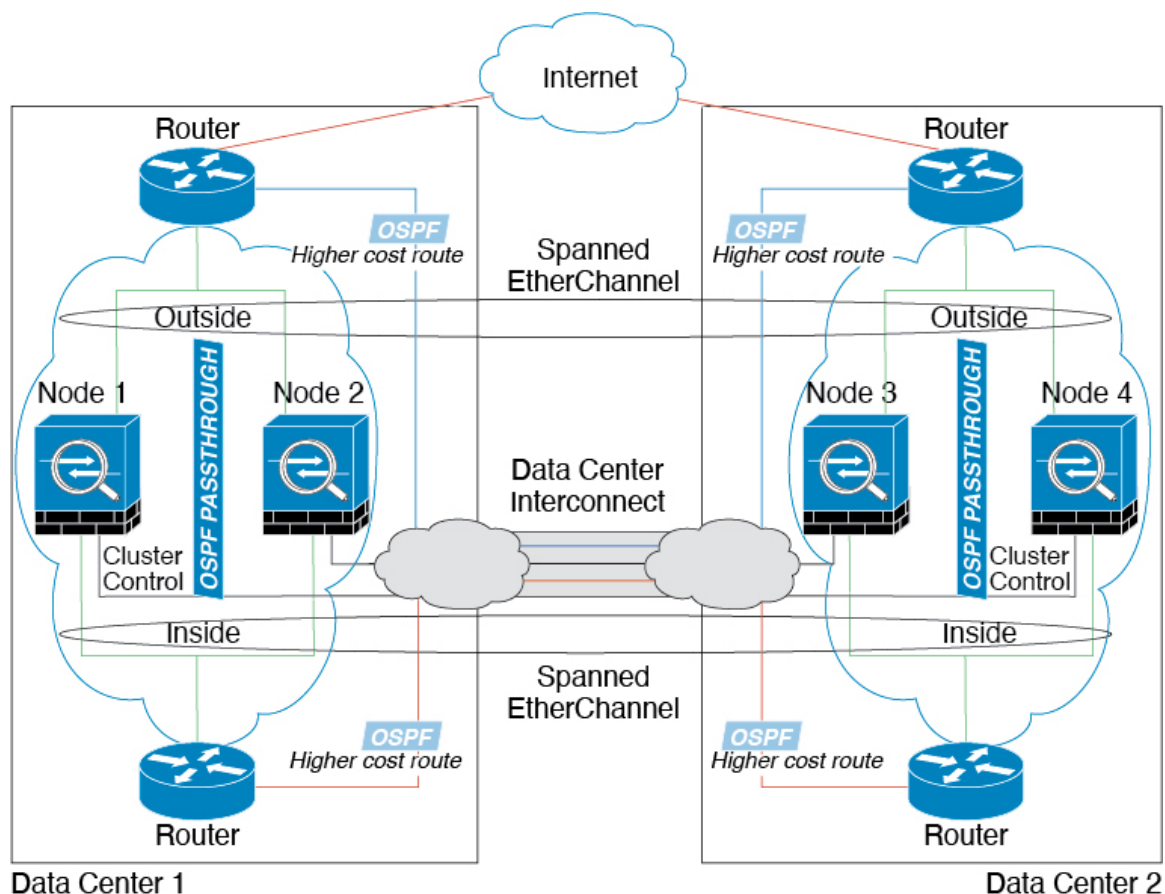 Internet
Router
Router
OSPF
Higher cost route
OSPF
Higher cost route
Spanned
EtherChannel
Outside
Outside
Node 1
Node 2
Node 3
Node 4
OSPF PASSTHROUGH
OSPF PASSTHROUGH
Data Center
Interconnect
Cluster
Control
Cluster
Control
Inside
Inside
Spanned
EtherChannel
OSPF
Higher cost route
OSPF
Higher cost route
Router
Router
Data Center 1
Data Center 2